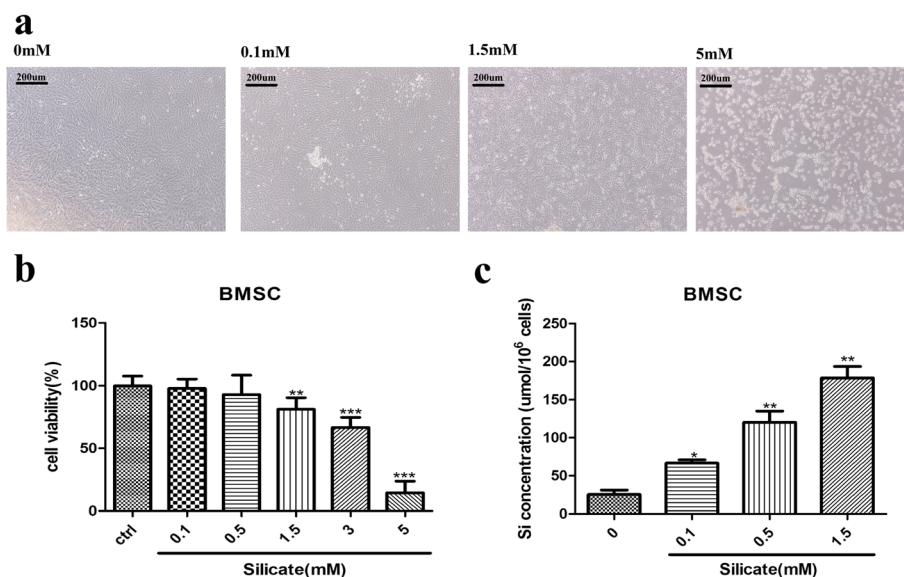 a
0mM 0.1mM 1.5mM 5mM
200um 200um 200um 200um
b
BMSC
cell viability(%)
150
100
50
0
** *** ***
ctrl 0.1 0.5 1.5 3 5
Silicate(mM)
c
BMSC
Si concentration (umol/10⁶ cells)
250
200
150
100
50
0
* ** **
0 0.1 0.5 1.5
Silicate(mM)